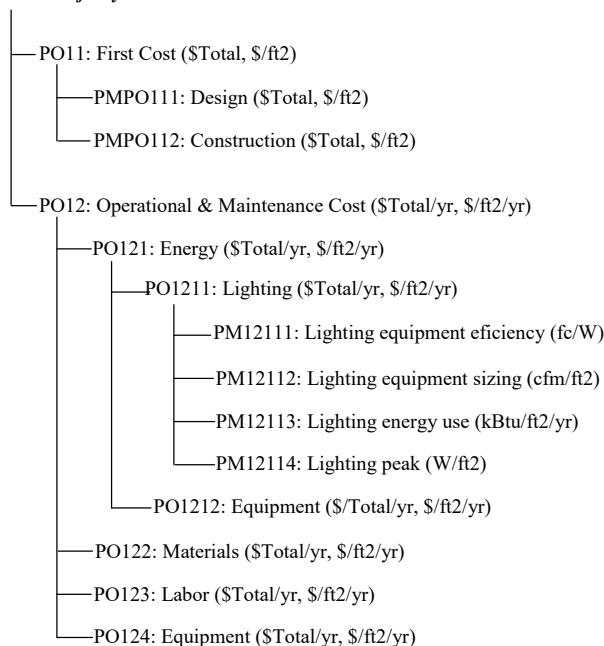 PO11: First Cost ($Total, $/ft2)
PMPO111: Design ($Total, $/ft2)
PMPO112: Construction ($Total, $/ft2)
PO12: Operational & Maintenance Cost ($Total/yr, $/ft2/yr)
PO121: Energy ($Total/yr, $/ft2/yr)
PO1211: Lighting ($Total/yr, $/ft2/yr)
PM12111: Lighting equipment eficiency (fc/W)
PM12112: Lighting equipment sizing (cfm/ft2)
PM12113: Lighting energy use (kBtu/ft2/yr)
PM12114: Lighting peak (W/ft2)
PO1212: Equipment ($/Total/yr, $/ft2/yr)
PO122: Materials ($Total/yr, $/ft2/yr)
PO123: Labor ($Total/yr, $/ft2/yr)
PO124: Equipment ($Total/yr, $/ft2/yr)